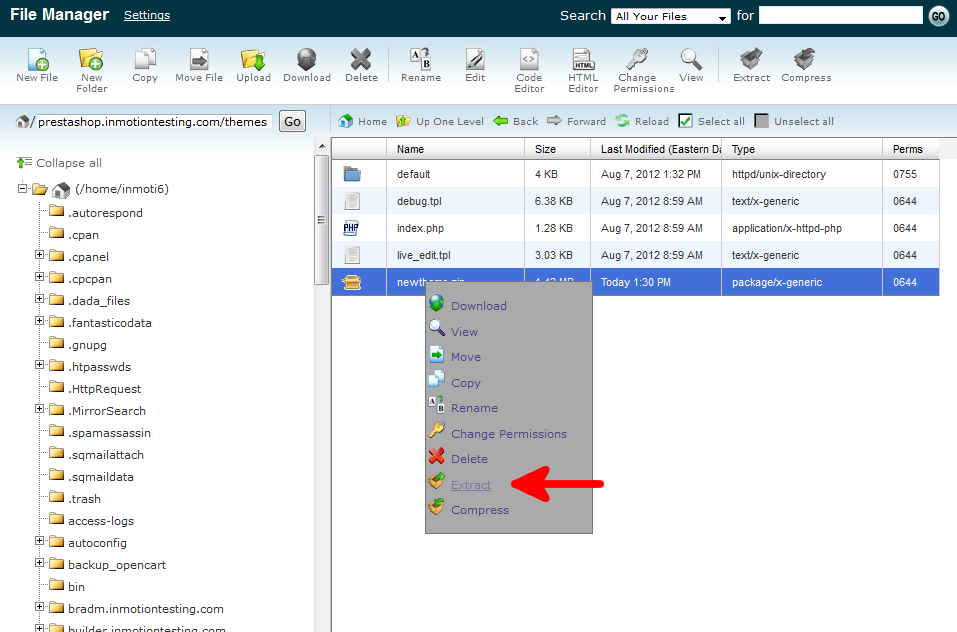 File Manager Settings Search All Your Files for GO
New File New Folder Copy Move File Upload Download Delete Rename Edit Code Editor HTML Editor Change Permissions View Extract Compress
/ prestashop.inmotiontesting.com/themes Go
Home Up One Level Back Forward Reload Select all Unselect all
Collapse all
(/home/inmoti6)
.autorespond
.cpan
.cpanel
.cpcpan
.dada_files
.fantasticodata
.gnupg
.htpasswds
.HttpRequest
.MirrorSearch
.spamassassin
.sqmailattach
.sqmaildata
.trash
access-logs
autoconfig
backup_opencart
bin
bradm.inmotiontesting.com
builder.inmotiontesting.com
Name Size Last Modified (Eastern Da Type Perms
default 4 KB Aug 7, 2012 1:32 PM httpd/unix-directory 0755
debug.tpl 6.38 KB Aug 7, 2012 8:59 AM text/x-generic 0644
PHP index.php 1.28 KB Aug 7, 2012 8:59 AM application/x-httpd-php 0644
live_edit.tpl 3.03 KB Aug 7, 2012 8:59 AM text/x-generic 0644
newtheme.zip Today 1:30 PM package/x-generic 0644
Download
View
Move
Copy
Rename
Change Permissions
Delete
Extract
Compress